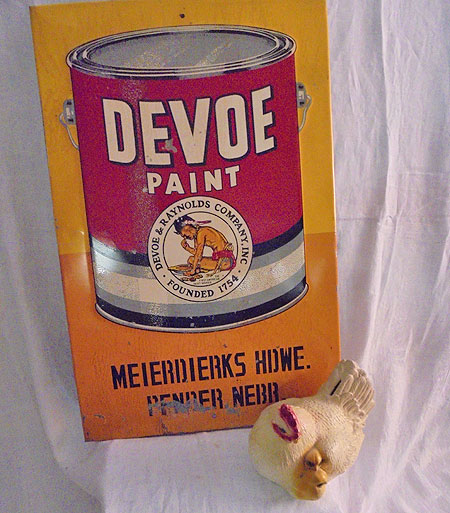 DEVOE
PAINT
DEVOE & RAYNOLDS COMPANY, INC.
FOUNDED 1754
MEIERDIERKS HDWE.
PENDER, NEBR.